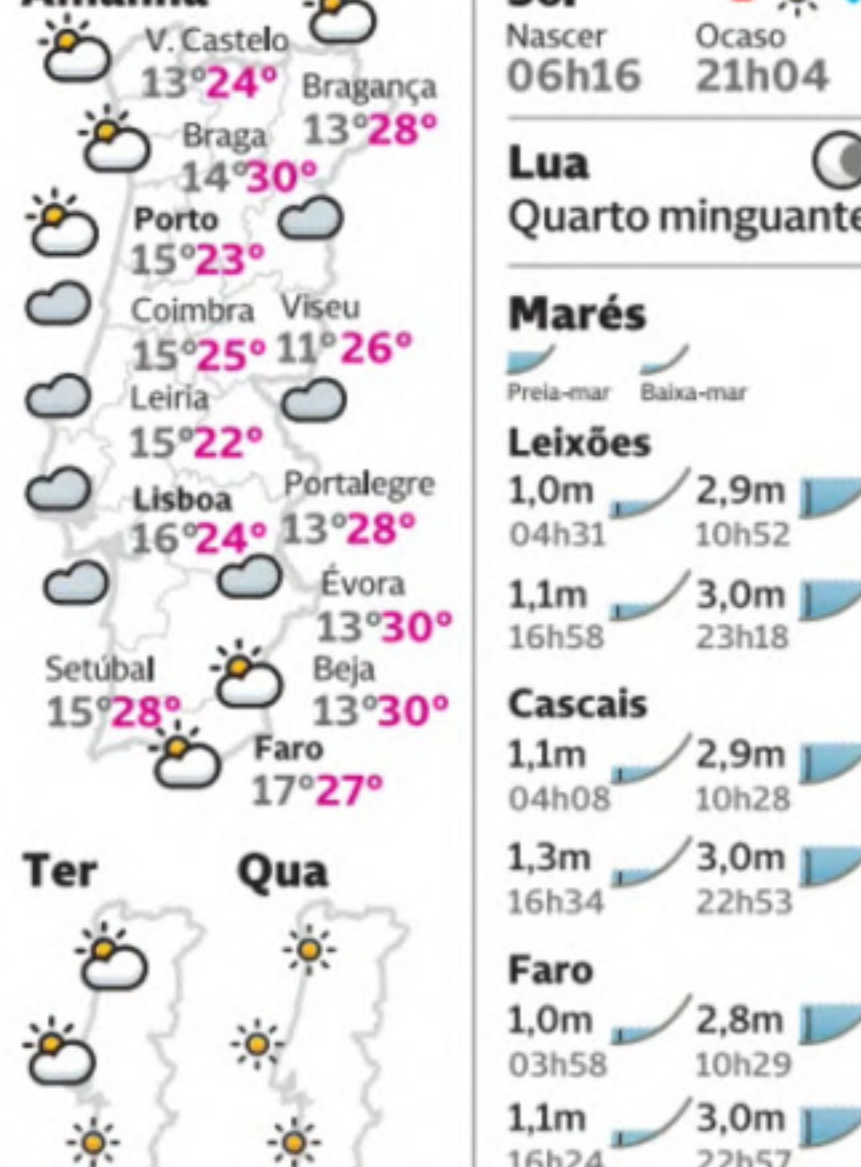 Amanhã
V. Castelo
13° 24°
Bragança
13° 28°
Braga
14° 30°
Porto
15° 23°
Coimbra
15° 25°
Viseu
11° 26°
Leiria
15° 22°
Lisboa
16° 24°
Portalegre
13° 28°
Évora
13° 30°
Setúbal
15° 28°
Beja
13° 30°
Faro
17° 27°
Ter
Qua
Sol
Nascer Ocaso
06h16 21h04
Lua
Quarto minguante
Marés
Preia-mar Baixa-mar
Leixões
1,0m 2,9m
04h31 10h52
1,1m 3,0m
16h58 23h18
Cascais
1,1m 2,9m
04h08 10h28
1,3m 3,0m
16h34 22h53
Faro
1,0m 2,8m
03h58 10h29
1,1m 3,0m
16h24 22h57